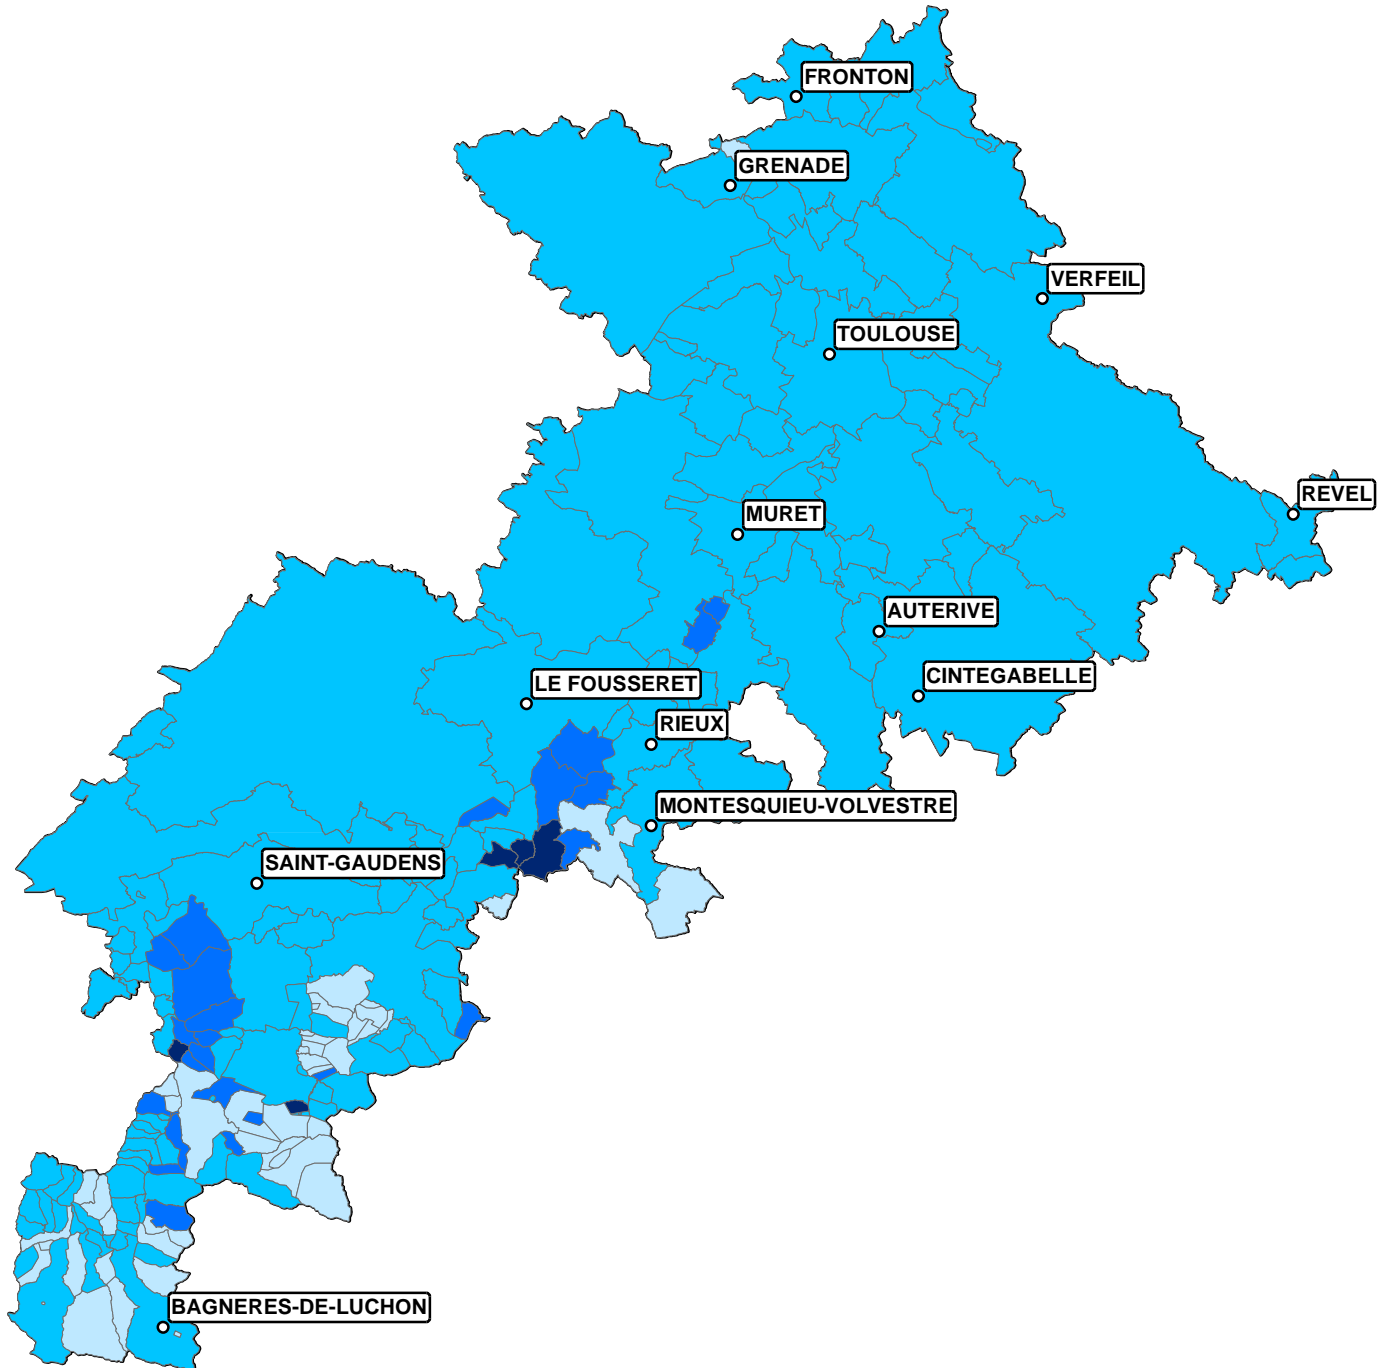 FRONTON
GRENADE
VERFEIL
TOULOUSE
REVEL
MURET
AUTERIVE
CINTEGABELLE
LE FOUSSERET
RIEUX
MONTESQUIEU-VOLVESTRE
SAINT-GAUDENS
BAGNERES-DE-LUCHON